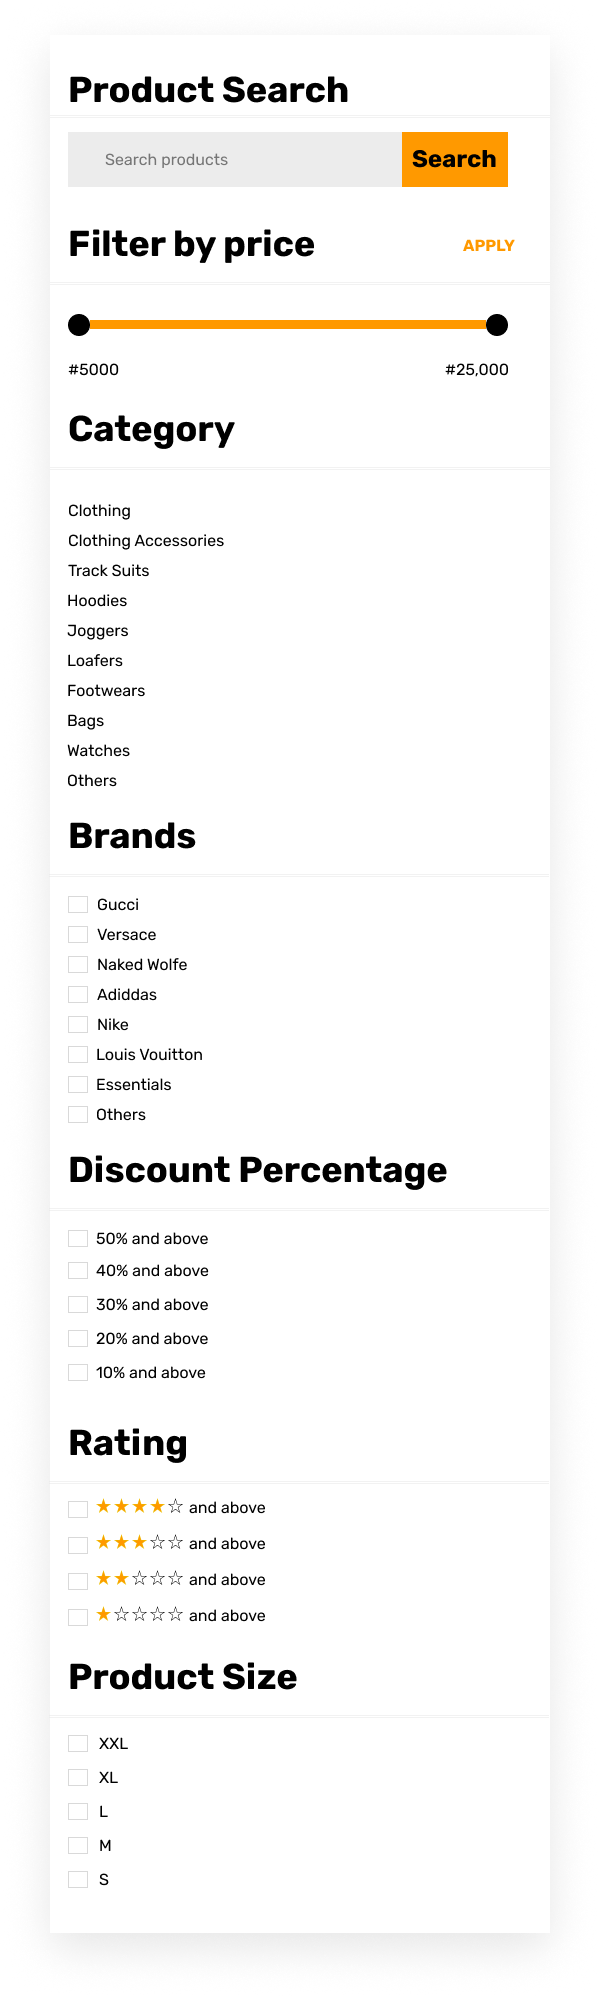 Product Search
Search products Search
Filter by price APPLY
#5000 #25,000
Category
Clothing
Clothing Accessories
Track Suits
Hoodies
Joggers
Loafers
Footwears
Bags
Watches
Others
Brands
Gucci
Versace
Naked Wolfe
Adiddas
Nike
Louis Vouitton
Essentials
Others
Discount Percentage
50% and above
40% and above
30% and above
20% and above
10% and above
Rating
★★★★☆ and above
★★★☆☆ and above
★★☆☆☆ and above
★☆☆☆☆ and above
Product Size
XXL
XL
L
M
S